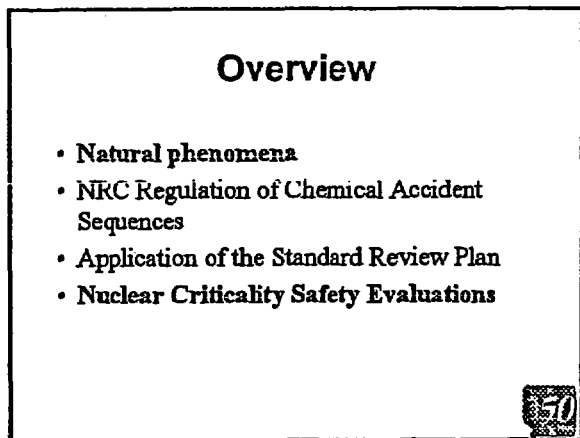 Overview
• Natural phenomena
• NRC Regulation of Chemical Accident
Sequences
• Application of the Standard Review Plan
• Nuclear Criticality Safety Evaluations
50